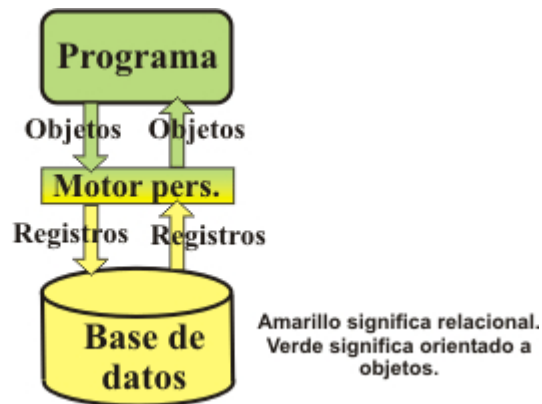 Programa
Objetos Objetos
Motor pers.
Registros Registros
Base de
datos
Amarillo significa relacional.
Verde significa orientado a
objetos.